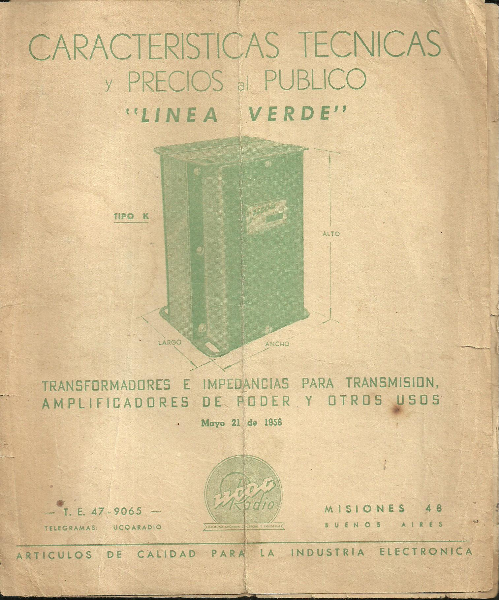 CARACTERISTICAS TECNICAS
y PRECIOS al PUBLICO
"LINEA VERDE"
TIPO K
ALTO
LARGO
ANCHO
TRANSFORMADORES E IMPEDANCIAS PARA TRANSMISION,
AMPLIFICADORES DE PODER Y OTROS USOS
Mayo 21 de 1958
Radio
— T. E. 47-9065 —
TELEGRAMAS: UCOARADIO
MISIONES 48
BUENOS AIRES
ARTICULOS DE CALIDAD PARA LA INDUSTRIA ELECTRONICA